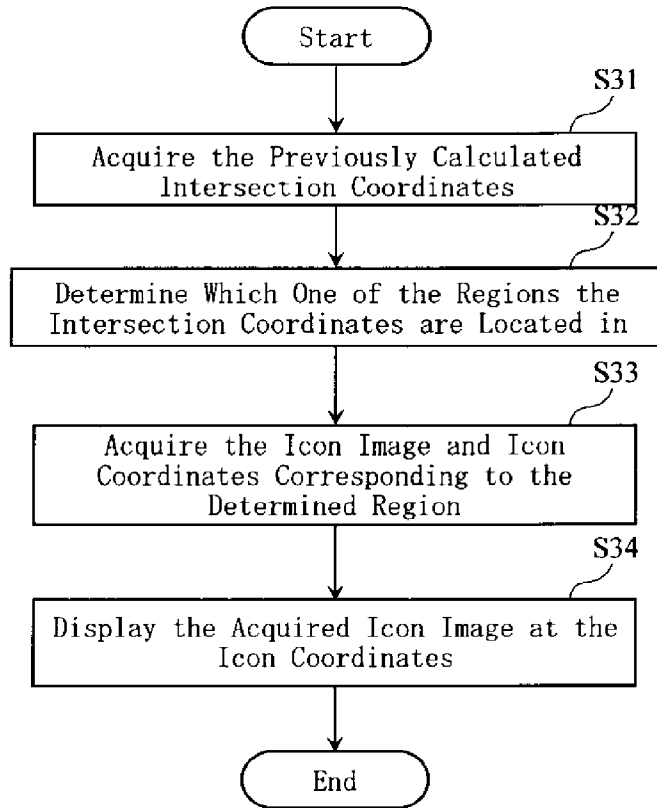 Start
S31
Acquire the Previously Calculated
Intersection Coordinates
S32
Determine Which One of the Regions the
Intersection Coordinates are Located in
S33
Acquire the Icon Image and Icon
Coordinates Corresponding to the
Determined Region
S34
Display the Acquired Icon Image at the
Icon Coordinates
End